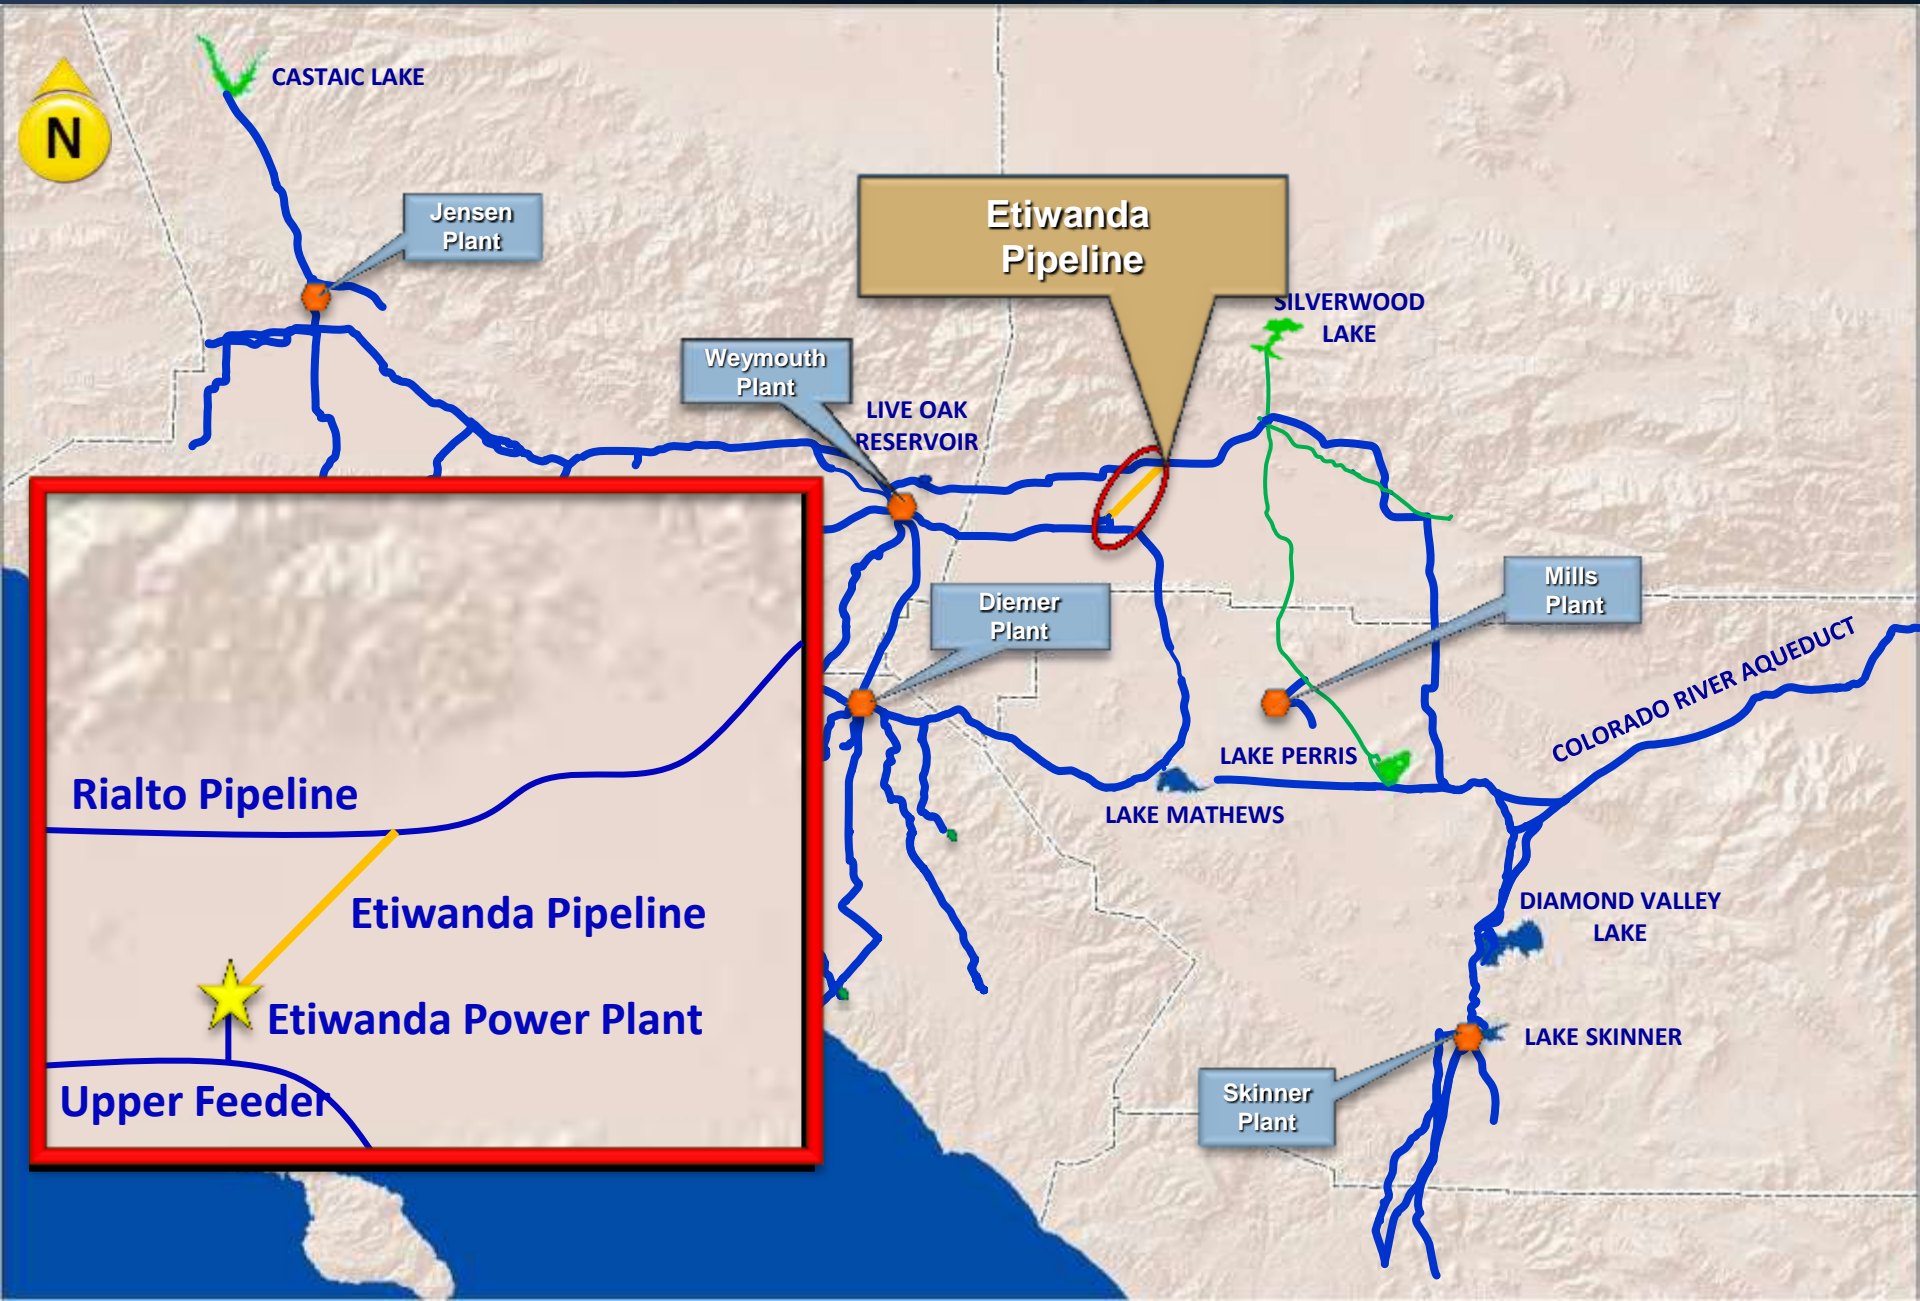 CASTAIC LAKE
N
Jensen
Plant
Etiwanda
Pipeline
SILVERWOOD
LAKE
Weymouth
Plant
LIVE OAK
RESERVOIR
Mills
Plant
Diemer
Plant
COLORADO RIVER AQUEDUCT
LAKE PERRIS
LAKE MATHEWS
Rialto Pipeline
Etiwanda Pipeline
Etiwanda Power Plant
Upper Feeder
DIAMOND VALLEY
LAKE
LAKE SKINNER
Skinner
Plant